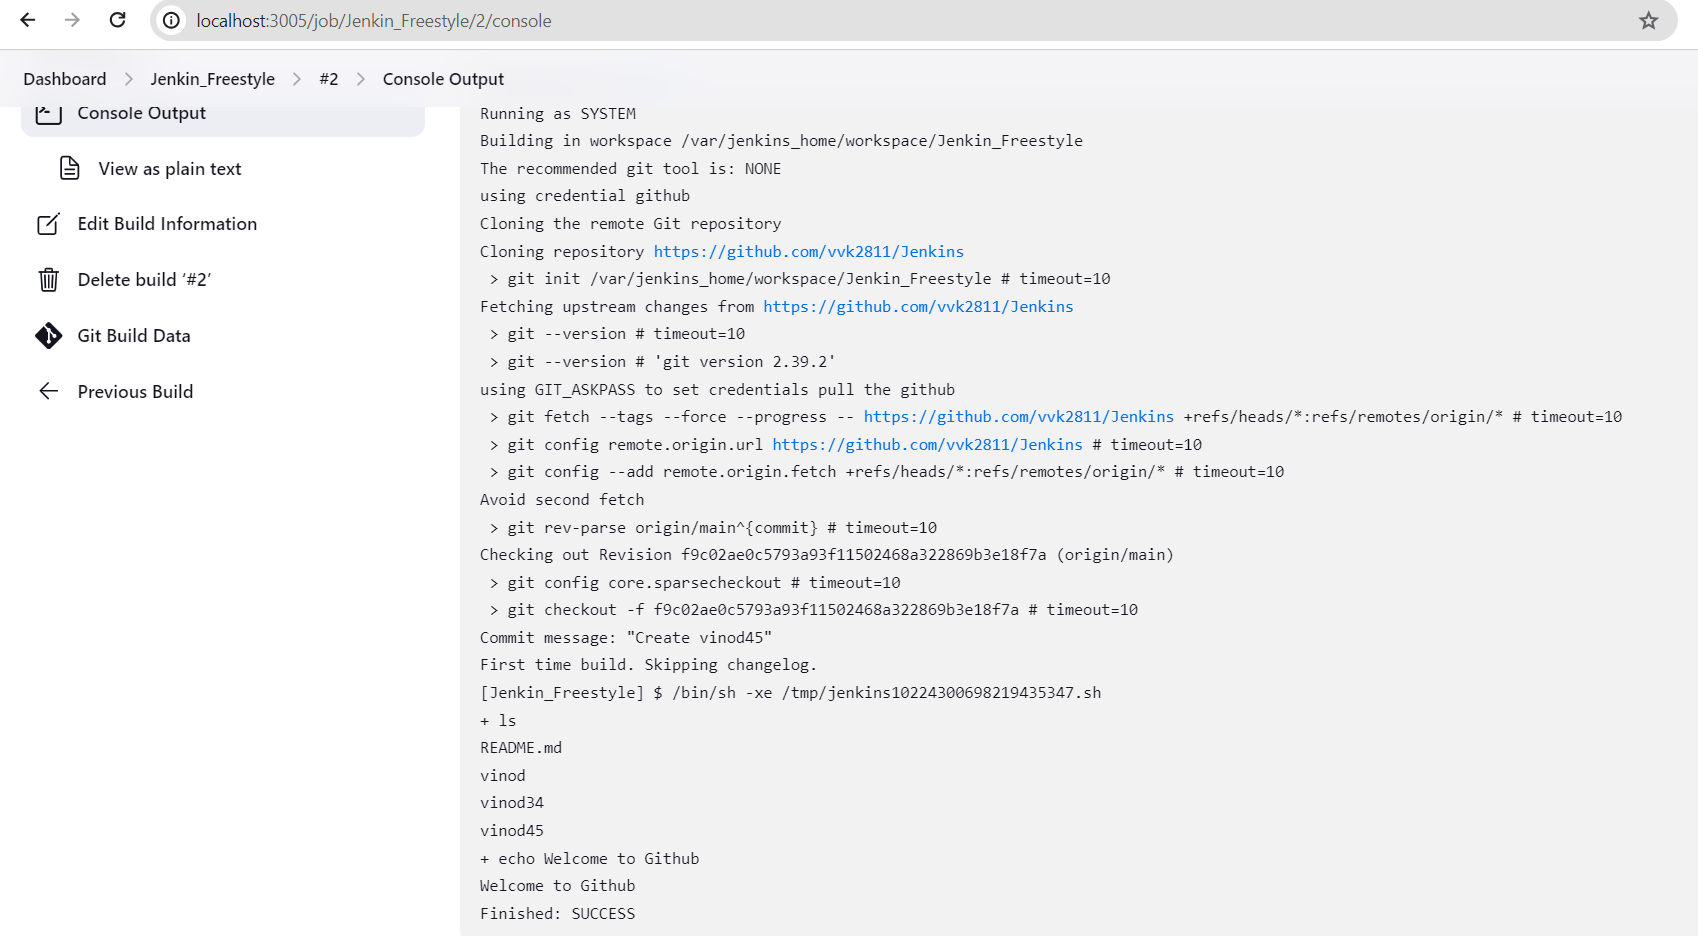 localhost:3005/job/Jenkin_Freestyle/2/console
Dashboard > Jenkin_Freestyle > #2 > Console Output
Console Output
View as plain text
Edit Build Information
Delete build ‘#2’
Git Build Data
Previous Build
Running as SYSTEM
Building in workspace /var/jenkins_home/workspace/Jenkin_Freestyle
The recommended git tool is: NONE
using credential github
Cloning the remote Git repository
Cloning repository https://github.com/vvk2811/Jenkins
 > git init /var/jenkins_home/workspace/Jenkin_Freestyle # timeout=10
Fetching upstream changes from https://github.com/vvk2811/Jenkins
 > git --version # timeout=10
 > git --version # 'git version 2.39.2'
using GIT_ASKPASS to set credentials pull the github
 > git fetch --tags --force --progress -- https://github.com/vvk2811/Jenkins +refs/heads/*:refs/remotes/origin/* # timeout=10
 > git config remote.origin.url https://github.com/vvk2811/Jenkins # timeout=10
 > git config --add remote.origin.fetch +refs/heads/*:refs/remotes/origin/* # timeout=10
Avoid second fetch
 > git rev-parse origin/main^{commit} # timeout=10
Checking out Revision f9c02ae0c5793a93f11502468a322869b3e18f7a (origin/main)
 > git config core.sparsecheckout # timeout=10
 > git checkout -f f9c02ae0c5793a93f11502468a322869b3e18f7a # timeout=10
Commit message: "Create vinod45"
First time build. Skipping changelog.
[Jenkin_Freestyle] $ /bin/sh -xe /tmp/jenkins10224300698219435347.sh
+ ls
README.md
vinod
vinod34
vinod45
+ echo Welcome to Github
Welcome to Github
Finished: SUCCESS